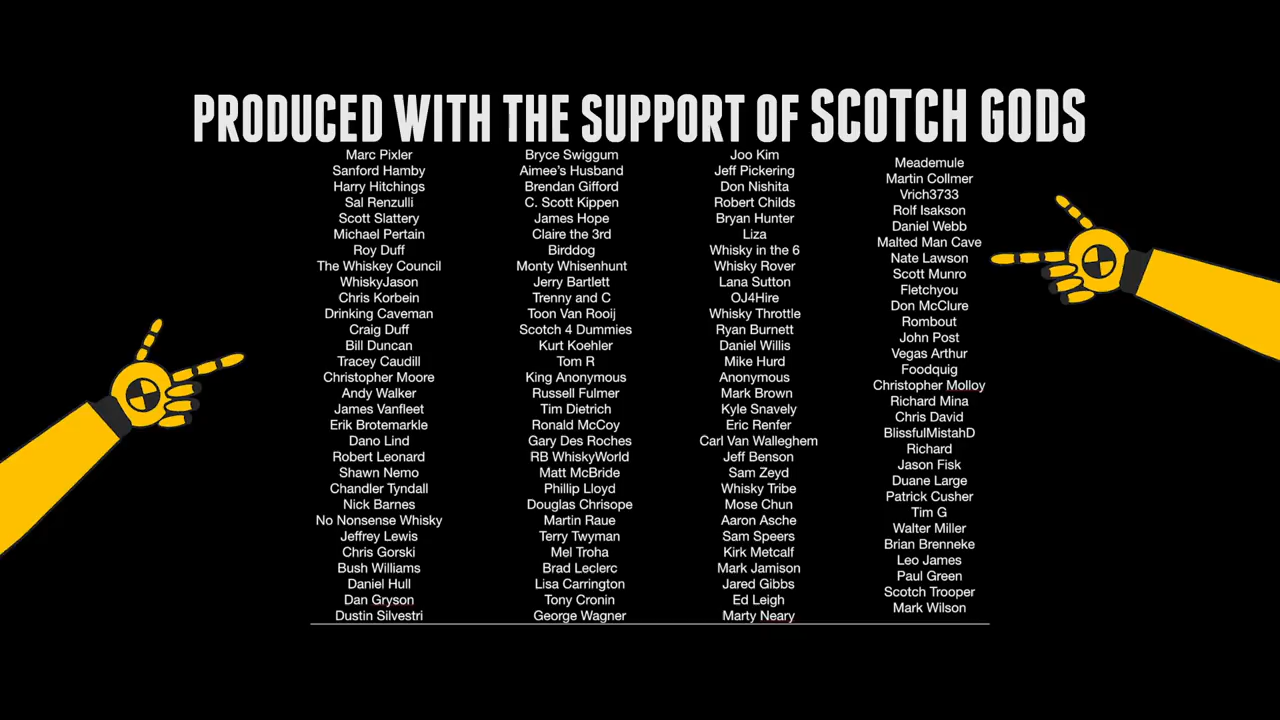 PRODUCED WITH THE SUPPORT OF SCOTCH GODS
Marc Pixler
Sanford Hamby
Harry Hitchings
Sal Renzulli
Scott Slattery
Michael Pertain
Roy Duff
The Whiskey Council
WhiskyJason
Chris Korbein
Drinking Caveman
Craig Duff
Bill Duncan
Tracey Caudill
Christopher Moore
Andy Walker
James Vanfleet
Erik Brotemarkle
Dano Lind
Robert Leonard
Shawn Nemo
Chandler Tyndall
Nick Barnes
No Nonsense Whisky
Jeffrey Lewis
Chris Gorski
Bush Williams
Daniel Hull
Dan Gryson
Dustin Silvestri
Bryce Swiggum
Aimee's Husband
Brendan Gifford
C. Scott Kippen
James Hope
Claire the 3rd
Birddog
Monty Whisenhunt
Jerry Bartlett
Trenny and C
Toon Van Rooij
Scotch 4 Dummies
Kurt Koehler
Tom R
King Anonymous
Russell Fulmer
Tim Dietrich
Ronald McCoy
Gary Des Roches
RB WhiskyWorld
Matt McBride
Phillip Lloyd
Douglas Chrisope
Martin Raue
Terry Twyman
Mel Troha
Brad Leclerc
Lisa Carrington
Tony Cronin
George Wagner
Joo Kim
Jeff Pickering
Don Nishita
Robert Childs
Bryan Hunter
Liza
Whisky in the 6
Whisky Rover
Lana Sutton
OJ4Hire
Whisky Throttle
Ryan Burnett
Daniel Willis
Mike Hurd
Anonymous
Mark Brown
Kyle Snavely
Eric Renfer
Carl Van Walleghem
Jeff Benson
Sam Zeyd
Whisky Tribe
Mose Chun
Aaron Asche
Sam Speers
Kirk Metcalf
Mark Jamison
Jared Gibbs
Ed Leigh
Marty Neary
Meademule
Martin Collmer
Vrich3733
Rolf Isakson
Daniel Webb
Malted Man Cave
Nate Lawson
Scott Munro
Fletchyou
Don McClure
Rombout
John Post
Vegas Arthur
Foodquig
Christopher Molloy
Richard Mina
Chris David
BlissfulMistahD
Richard
Jason Fisk
Duane Large
Patrick Cusher
Tim G
Walter Miller
Brian Brenneke
Leo James
Paul Green
Scotch Trooper
Mark Wilson